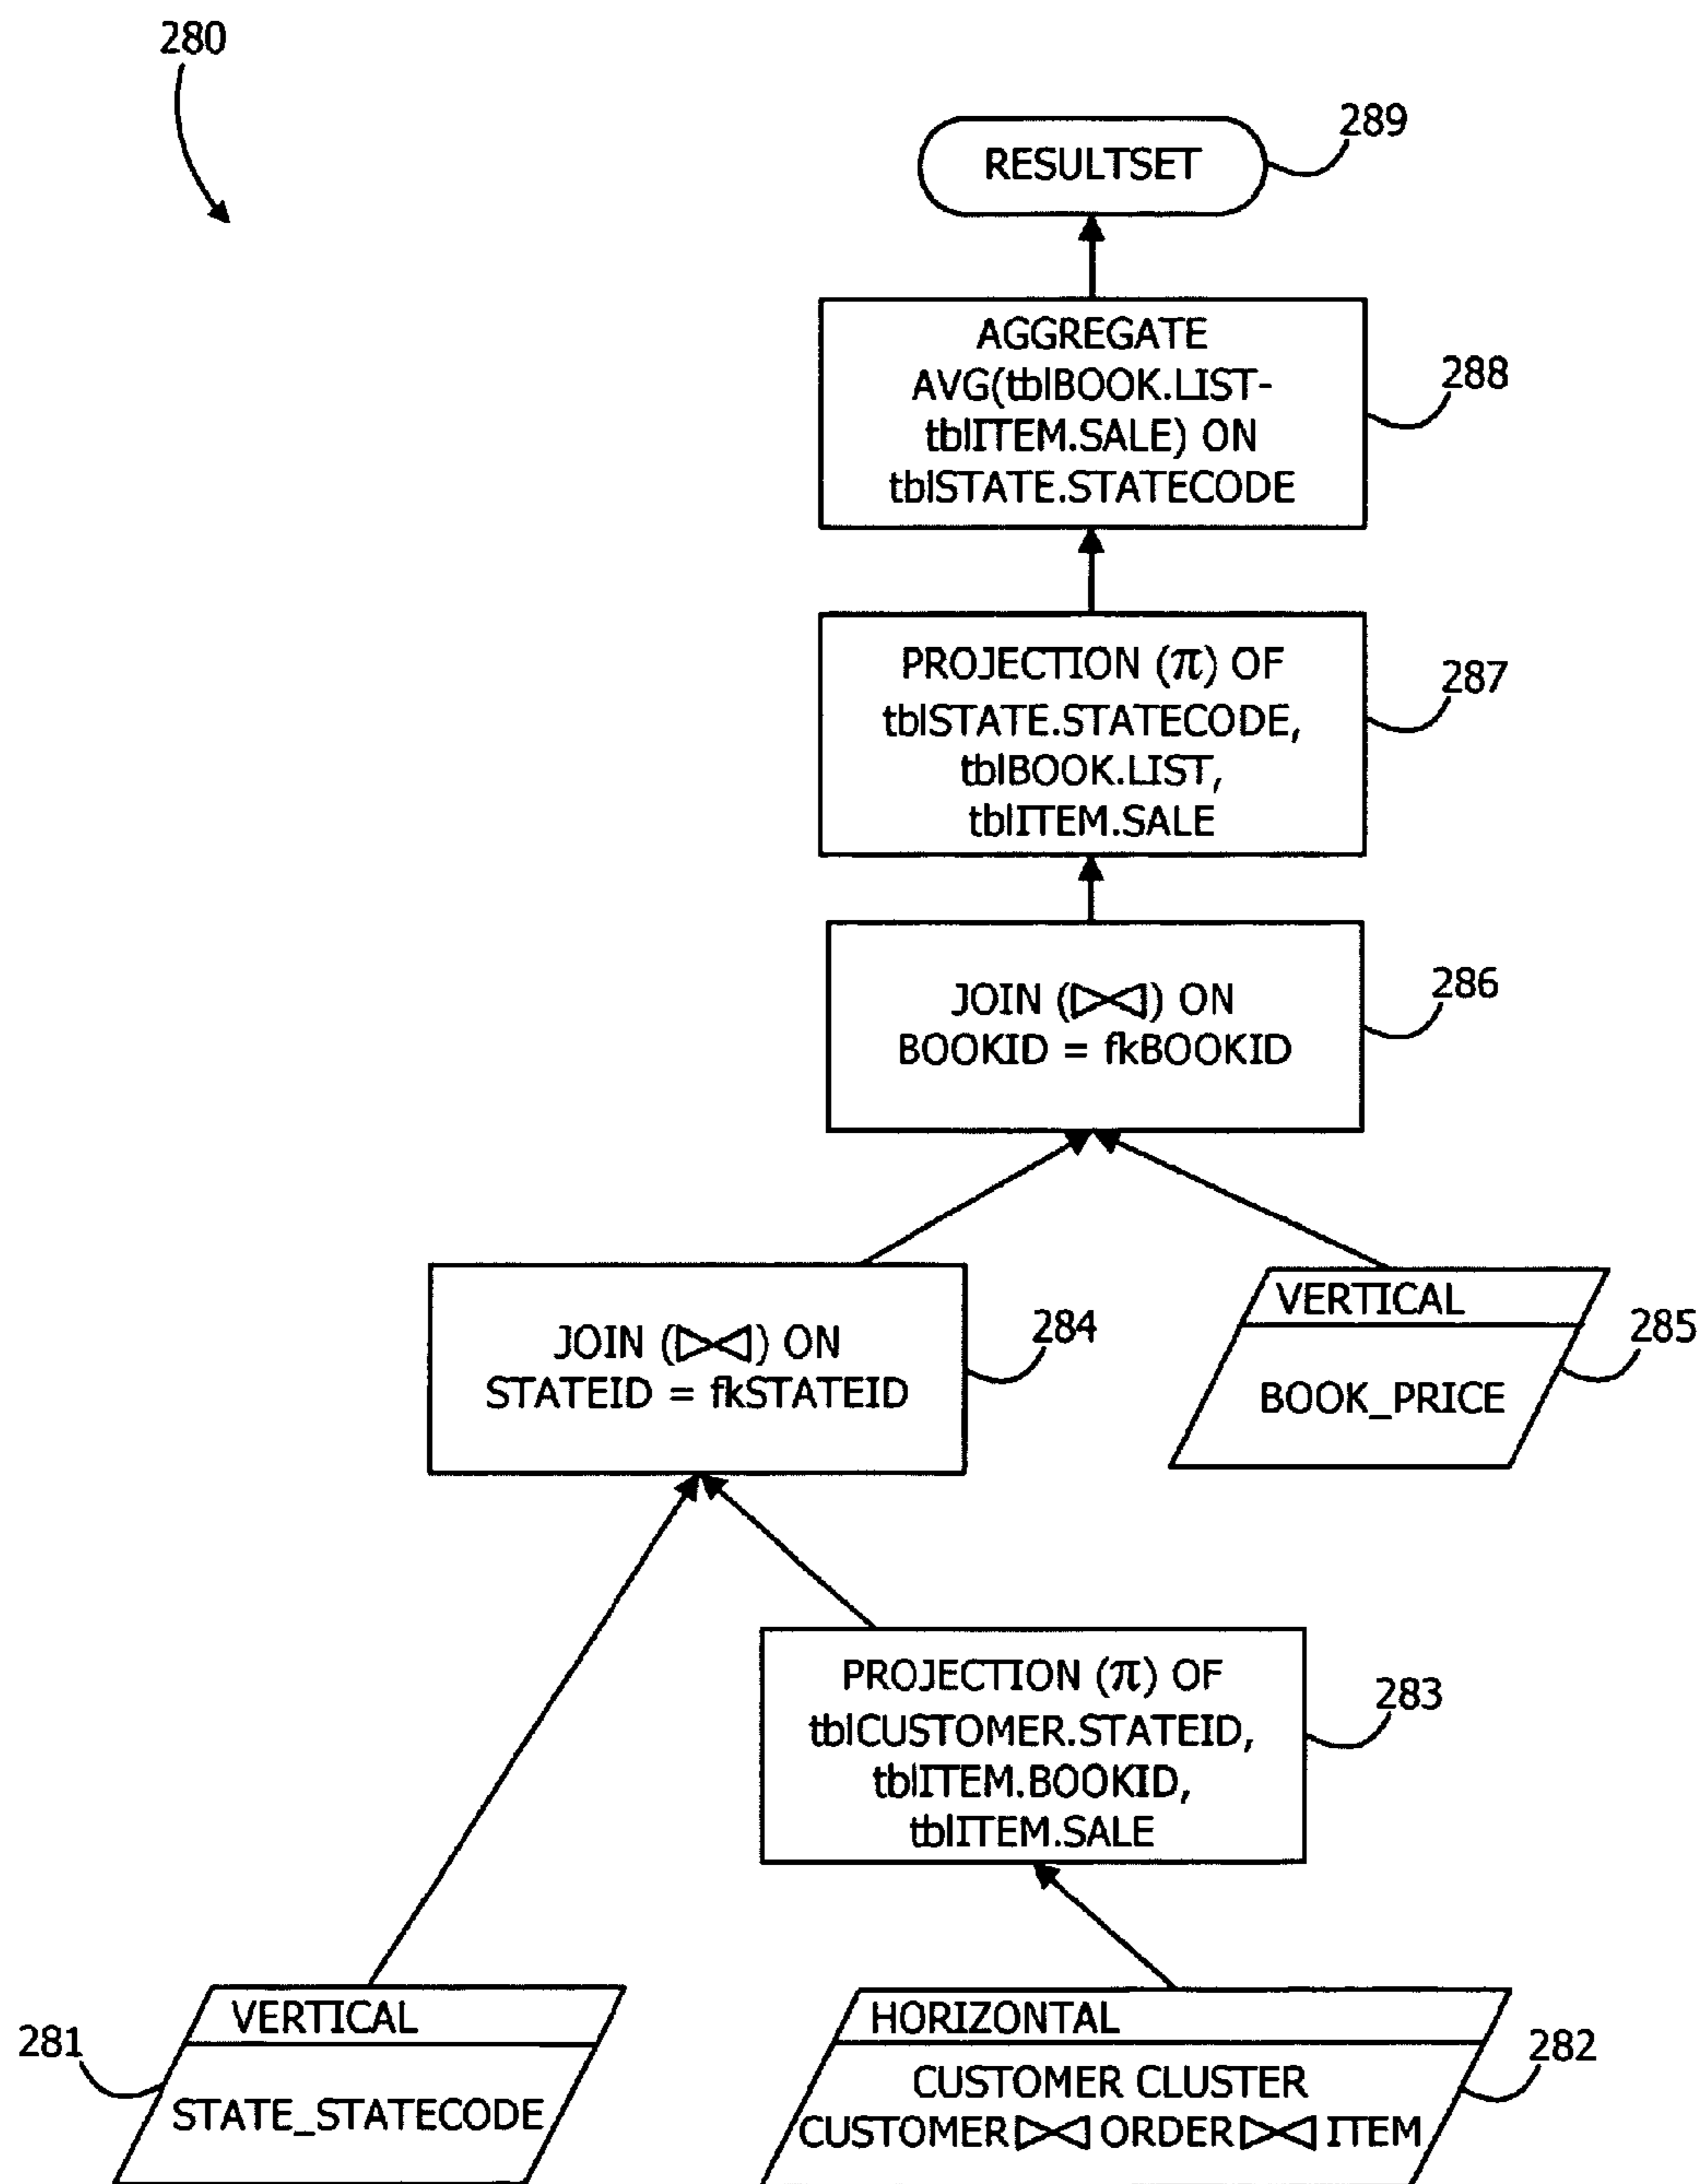 280
289
RESULTSET
AGGREGATE
AVG(tblBOOK.LIST-
tblITEM.SALE) ON
tblSTATE.STATECODE
288
PROJECTION (π) OF
tblSTATE.STATECODE,
tblBOOK.LIST,
tblITEM.SALE
287
JOIN (▷◁) ON
BOOKID = fkBOOKID
286
JOIN (▷◁) ON
STATEID = fkSTATEID
284
VERTICAL
BOOK_PRICE
285
PROJECTION (π) OF
tblCUSTOMER.STATEID,
tblITEM.BOOKID,
tblITEM.SALE
283
VERTICAL
STATE_STATECODE
281
HORIZONTAL
CUSTOMER CLUSTER
CUSTOMER▷◁ORDER▷◁ITEM
282